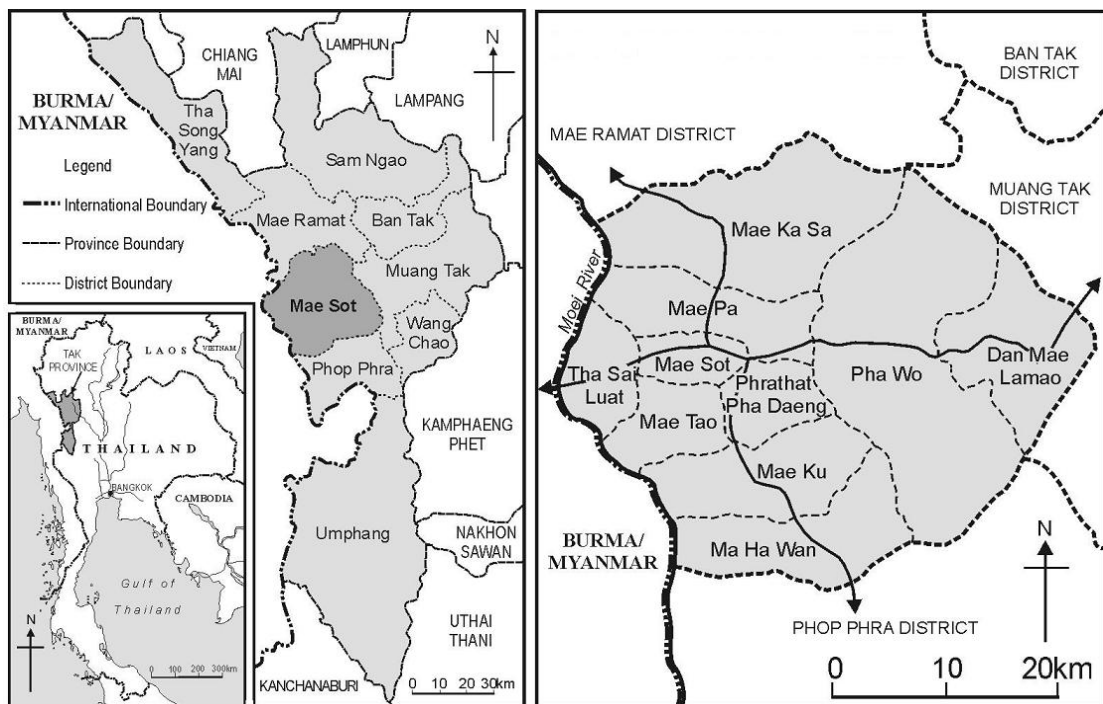 CHIANG
MAI
LAMPHUN
N
LAMPANG
BURMA/
MYANMAR
Tha
Song
Yang
Legend
International Boundary
Province Boundary
District Boundary
Sam Ngao
Mae Ramat
Ban Tak
Muang Tak
Mae Sot
Wang
Chao
Phop Phra
KAMPHAENG
PHET
Umphang
NAKHON
SAWAN
UTHAI
THANI
KANCHANABURI
0 10 20 30km
BURMA/
MYANMAR
TAK
PROVINCE
LAOS
VIETNAM
THAILAND
BANGKOK
CAMBODIA
Gulf of
Thailand
N
0 100 200 300km
BAN TAK
DISTRICT
MAE RAMAT DISTRICT
MUANG TAK
DISTRICT
Mae Ka Sa
Moei River
Mae Pa
Mae Sot
Tha Sai
Luat
Phrathat
Pha Daeng
Pha Wo
Dan Mae
Lamao
Mae Tao
Mae Ku
BURMA/
MYANMAR
Ma Ha Wan
N
PHOP PHRA DISTRICT
0 10 20km